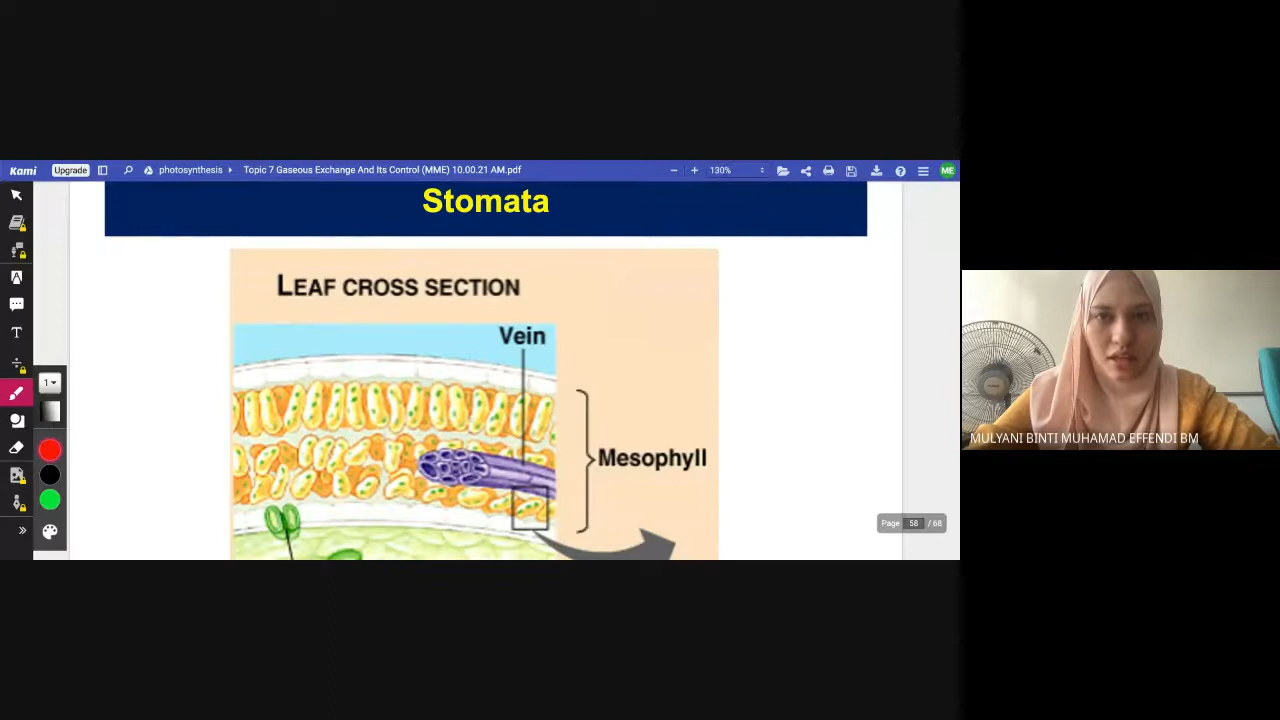 Kami
Upgrade
photosynthesis
Topic 7 Gaseous Exchange And Its Control (MME) 10.00.21 AM.pdf
130%
ME
Stomata
LEAF CROSS SECTION
Vein
Mesophyll
1
Page 58 / 68
MULYANI BINTI MUHAMAD EFFENDI BM